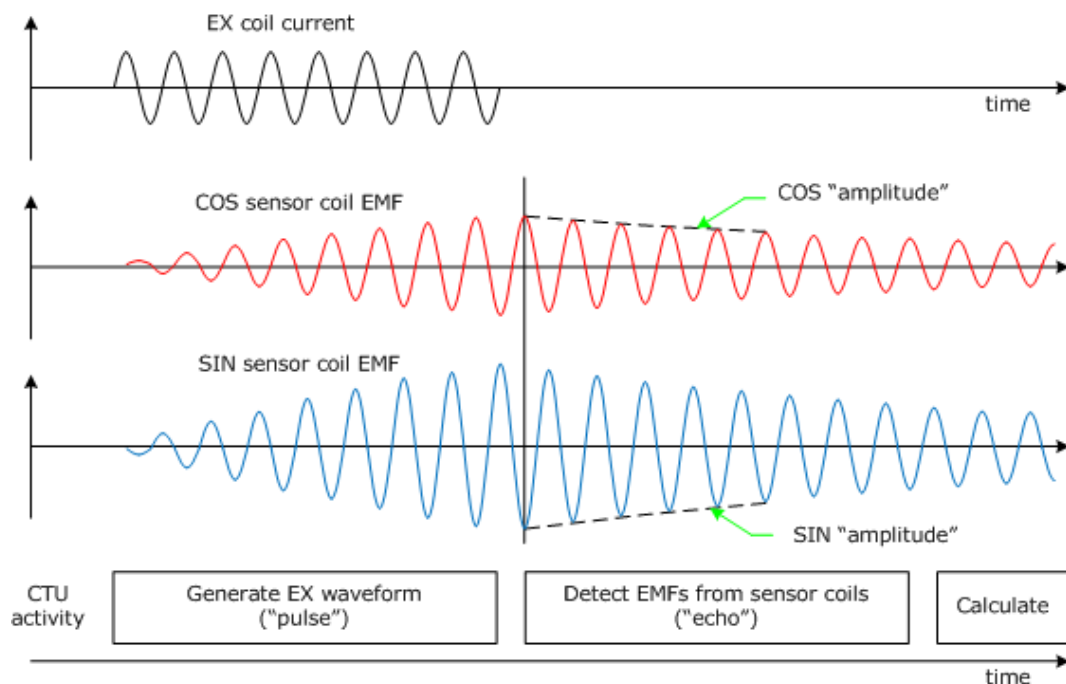 EX coil current
time
COS sensor coil EMF
COS “amplitude”
SIN sensor coil EMF
SIN “amplitude”
CTU
activity
Generate EX waveform
(“pulse”)
Detect EMFs from sensor coils
(“echo”)
Calculate
time